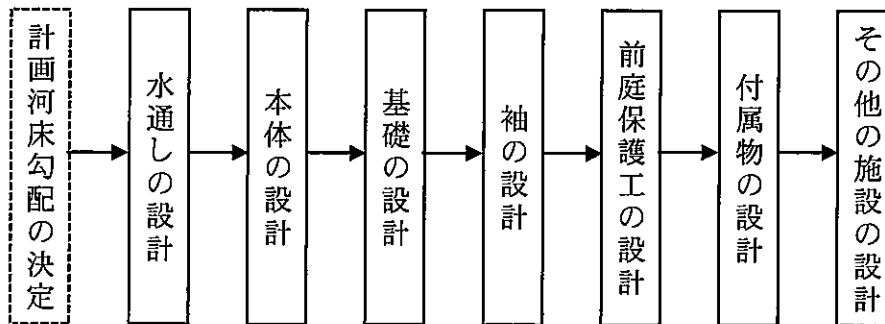 計画河床勾配の決定
水通しの設計
本体の設計
基礎の設計
袖の設計
前庭保護工の設計
付属物の設計
その他の施設の設計